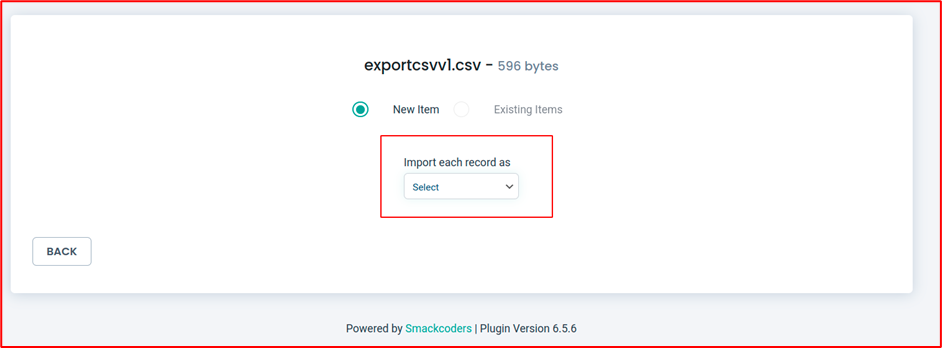 exportcsvv1.csv - 596 bytes
New Item Existing Items
Import each record as
Select
BACK
Powered by Smackcoders | Plugin Version 6.5.6